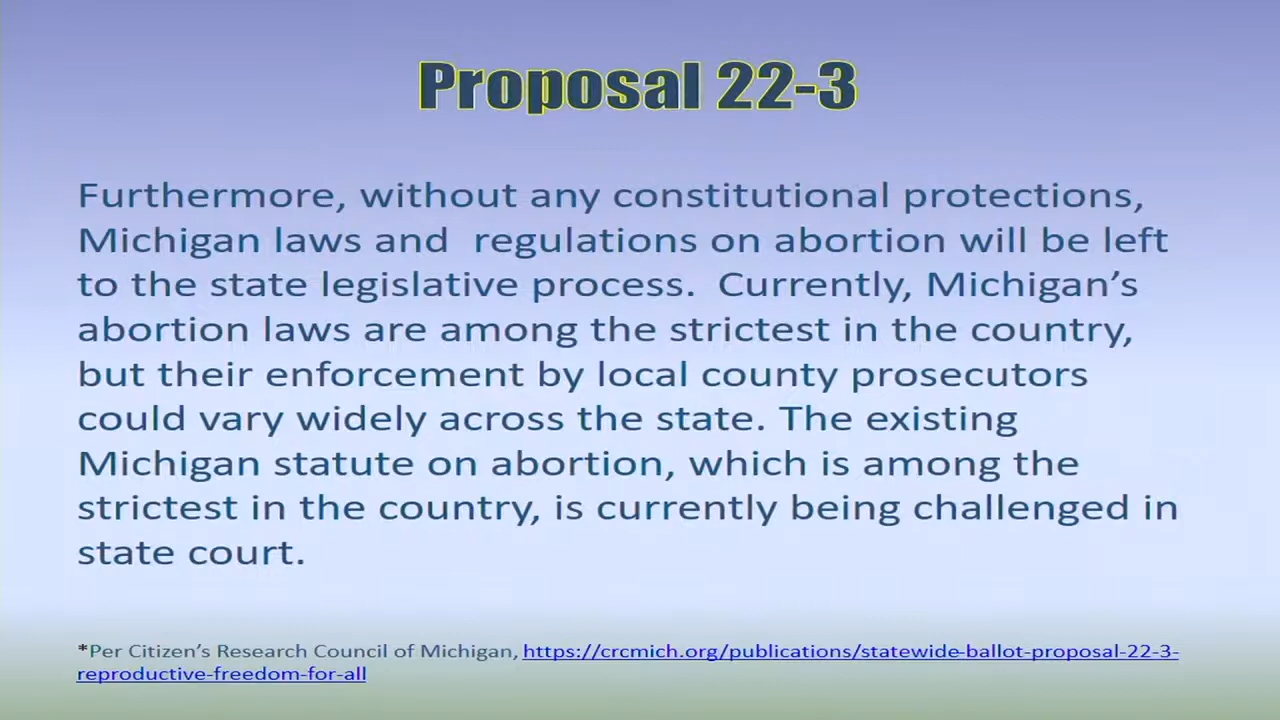 Proposal 22-3
Furthermore, without any constitutional protections,
Michigan laws and  regulations on abortion will be left
to the state legislative process.  Currently, Michigan’s
abortion laws are among the strictest in the country,
but their enforcement by local county prosecutors
could vary widely across the state. The existing
Michigan statute on abortion, which is among the
strictest in the country, is currently being challenged in
state court.
*Per Citizen’s Research Council of Michigan, https://crcmich.org/publications/statewide-ballot-proposal-22-3-
reproductive-freedom-for-all